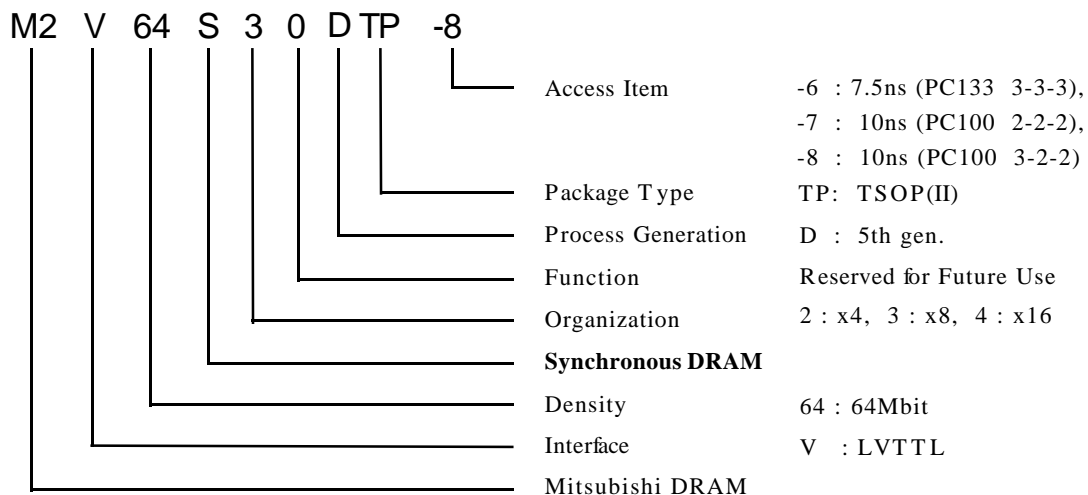 M2 V 64 S 3 0 D TP -8
Access Item -6 : 7.5ns (PC133 3-3-3),
-7 : 10ns (PC100 2-2-2),
-8 : 10ns (PC100 3-2-2)
Package Type TP: TSOP(II)
Process Generation D : 5th gen.
Function Reserved for Future Use
Organization 2 : x4, 3 : x8, 4 : x16
Synchronous DRAM
Density 64 : 64Mbit
Interface V : LVTTL
Mitsubishi DRAM